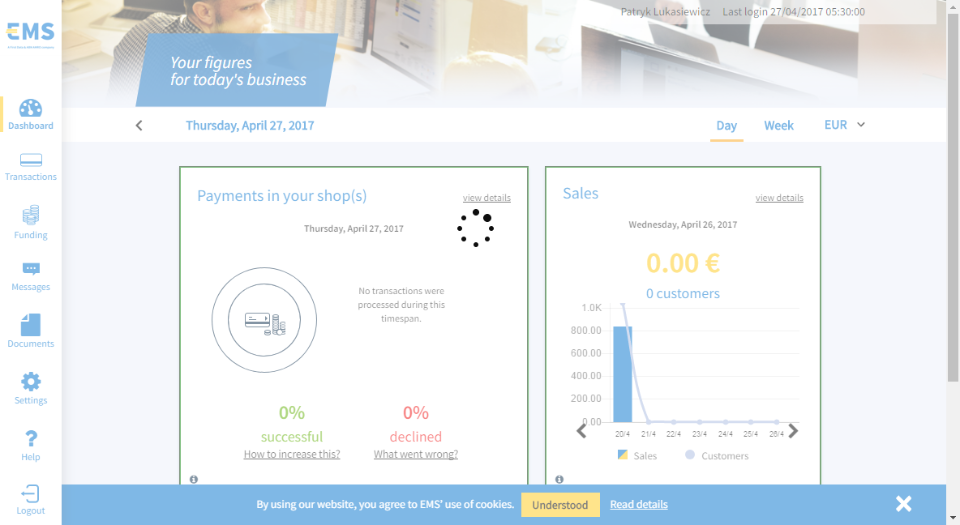 Patryk Lukasiewicz Last login 27/04/2017 05:30:00
EMS
Your figures
for today's business
Dashboard
Transactions
Funding
Messages
Documents
Settings
Help
Logout
Thursday, April 27, 2017
Day Week EUR
Payments in your shop(s)
view details
Thursday, April 27, 2017
No transactions were
processed during this
timespan.
0%
successful
How to increase this?
0%
declined
What went wrong?
Sales
view details
Wednesday, April 26, 2017
0.00 €
0 customers
1.0K
800.00
600.00
400.00
200.00
0.00
20/4 21/4 22/4 23/4 24/4 25/4 26/4
Sales Customers
By using our website, you agree to EMS' use of cookies. Understood Read details